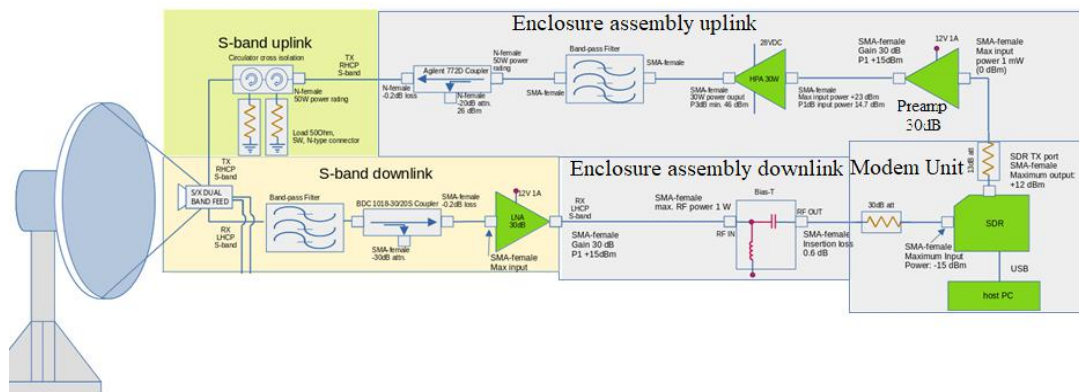 Enclosure assembly uplink
S-band uplink
Circulator cross isolation
TX
RHCP
S-band
N-female
50W power rating
Load 50Ohm,
5W, N-type connector
N-female
-0.2dB loss
Agilent 772D Coupler
N-female
-20dB attn.
26 dBm
N-female
50W power
rating
Band-pass Filter
SMA-female
SMA-female
28VDC
HPA 30W
SMA-female
30W power ouput
P3dB min. 46 dBm
SMA-female
Max input power +23 dBm
P1dB input power 14.7 dBm
SMA-female
Gain 30 dB
P1 +15dBm
12V 1A
SMA-female
Max input
power 1 mW
(0 dBm)
Preamp
30dB
TX
RHCP
S-band
S/X DUAL
BAND FEED
RX
LHCP
S-band
S-band downlink
Band-pass Filter
BDC 1018-30/20S Coupler
SMA-female
-30dB attn.
SMA-female
-0.2dB loss
12V 1A
LNA
30dB
SMA-female
Max input
Enclosure assembly downlink
RX
LHCP
S-band
SMA-female
Gain 30 dB
P1 +15dBm
SMA-female
max. RF power 1 W
Bias-T
RF IN
RF OUT
SMA-female
Insertion loss
0.6 dB
Modem Unit
13dB att
SDR TX port
SMA-female
Maximum output:
+12 dBm
30dB att
SMA-female
Maximum Input
Power: -15 dBm
SDR
USB
host PC